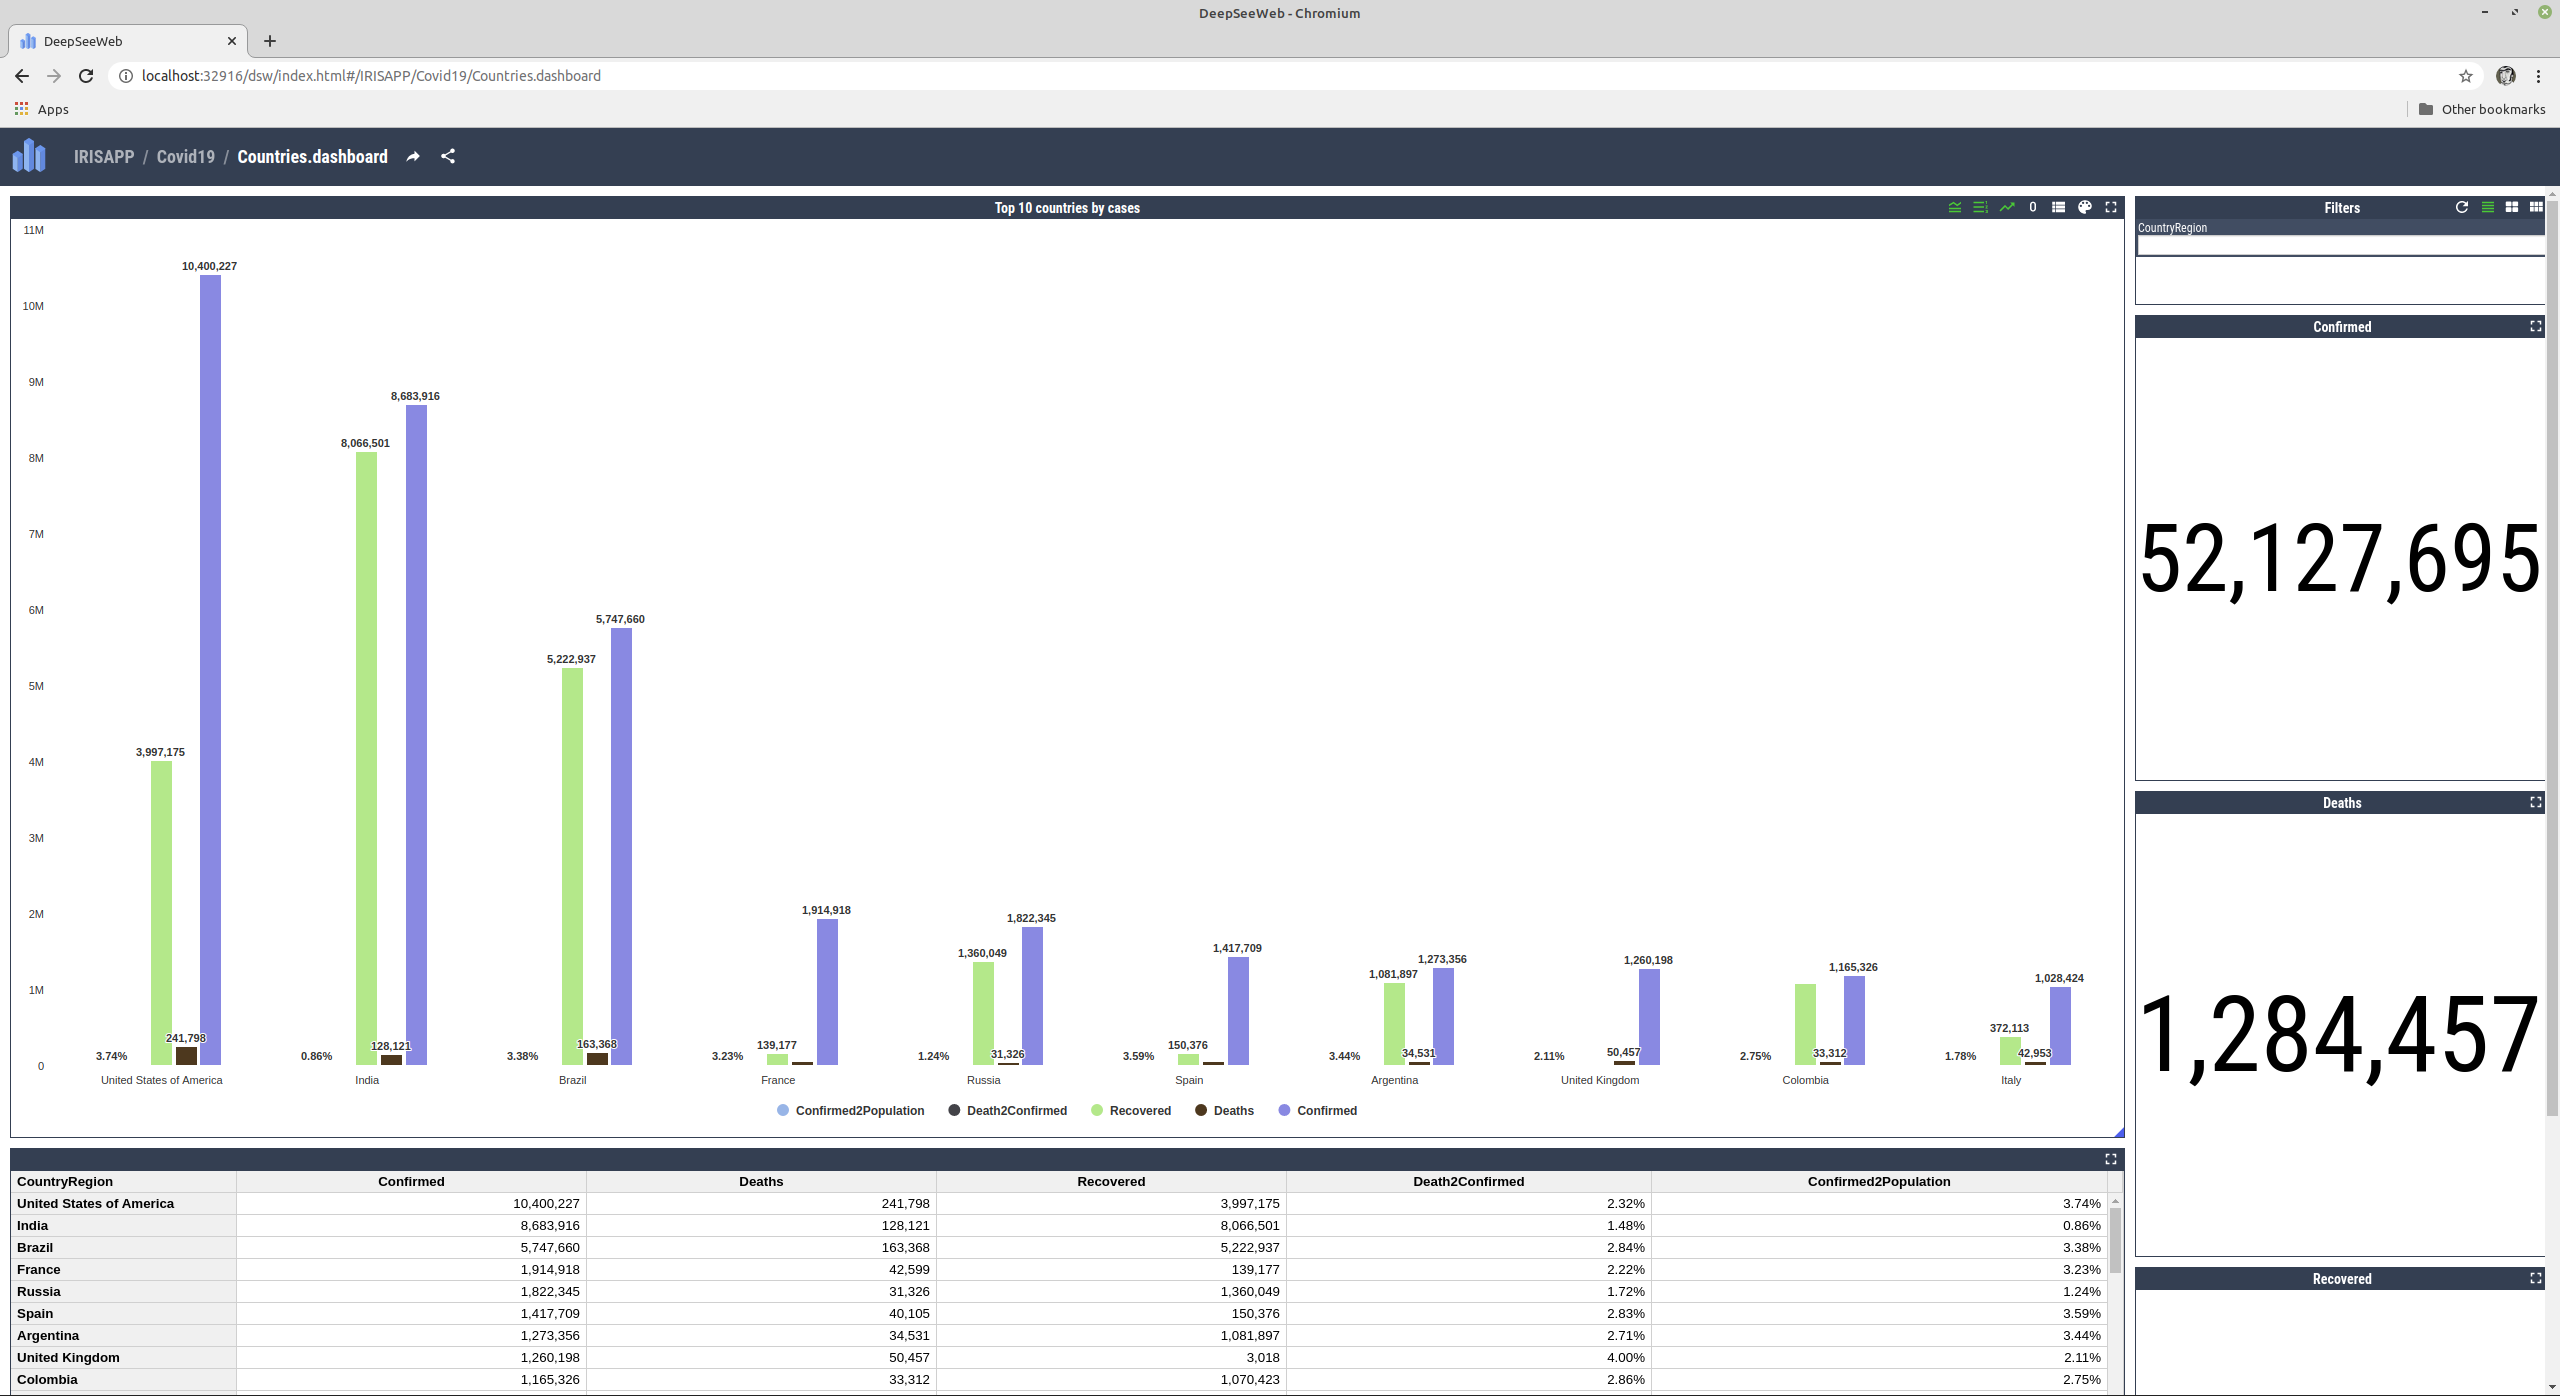 DeepSeeWeb - Chromium
DeepSeeWeb
localhost:32916/dsw/index.html#/IRISAPP/Covid19/Countries.dashboard
Apps
Other bookmarks
IRISAPP / Covid19 / Countries.dashboard
Top 10 countries by cases
0
11M
10M
9M
8M
7M
6M
5M
4M
3M
2M
1M
0
3.74%
3,997,175
241,798
10,400,227
0.86%
8,066,501
128,121
8,683,916
3.38%
5,222,937
163,368
5,747,660
3.23%
139,177
1,914,918
1.24%
1,360,049
31,326
1,822,345
3.59%
150,376
1,417,709
3.44%
1,081,897
34,531
1,273,356
2.11%
50,457
1,260,198
2.75%
33,312
1,165,326
1.78%
372,113
42,953
1,028,424
United States of America India Brazil France Russia Spain Argentina United Kingdom Colombia Italy
Confirmed2Population Death2Confirmed Recovered Deaths Confirmed
Filters
CountryRegion
Confirmed
52,127,695
Deaths
1,284,457
Recovered
CountryRegion Confirmed Deaths Recovered Death2Confirmed Confirmed2Population
United States of America 10,400,227 241,798 3,997,175 2.32% 3.74%
India 8,683,916 128,121 8,066,501 1.48% 0.86%
Brazil 5,747,660 163,368 5,222,937 2.84% 3.38%
France 1,914,918 42,599 139,177 2.22% 3.23%
Russia 1,822,345 31,326 1,360,049 1.72% 1.24%
Spain 1,417,709 40,105 150,376 2.83% 3.59%
Argentina 1,273,356 34,531 1,081,897 2.71% 3.44%
United Kingdom 1,260,198 50,457 3,018 4.00% 2.11%
Colombia 1,165,326 33,312 1,070,423 2.86% 2.75%